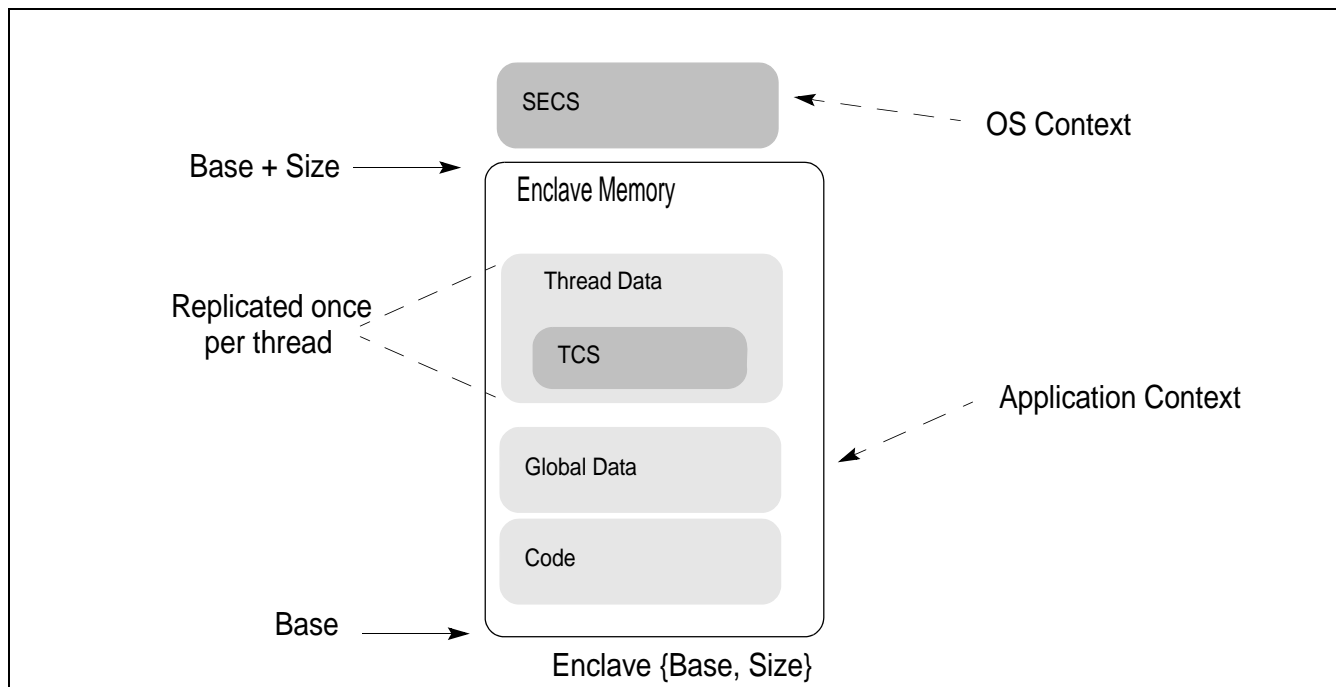 SECS
OS Context
Base + Size
Enclave Memory
Thread Data
Replicated once
per thread
TCS
Application Context
Global Data
Code
Base
Enclave {Base, Size}